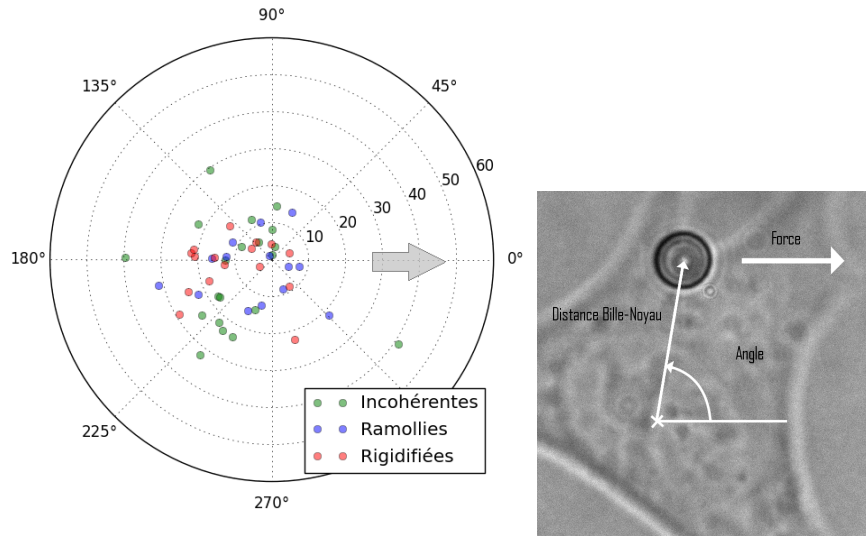 90°
135°
45°
60
50
40
30
20
10
180°
0°
225°
270°
Incohérentes
Ramollies
Rigidifiées
Force
Distance Bille-Noyau
Angle